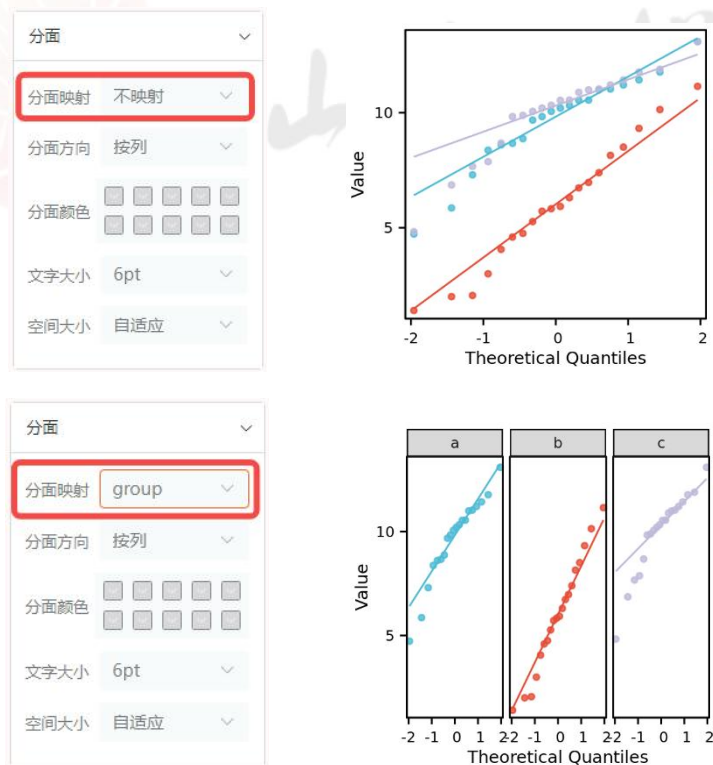 分面
分面映射 不映射
分面方向 按列
分面颜色
文字大小 6pt
空间大小 自适应
Value
10
5
-2 -1 0 1 2
Theoretical Quantiles
分面
分面映射 group
分面方向 按列
分面颜色
文字大小 6pt
空间大小 自适应
a b c
Value
10
5
-2 -1 0 1 2 -2 -1 0 1 2 -2 -1 0 1 2
Theoretical Quantiles